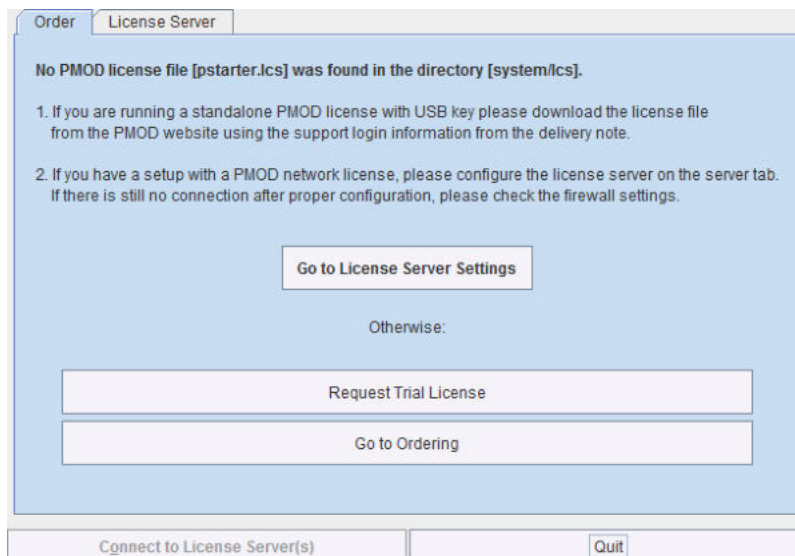 Order
License Server
No PMOD license file [pstarter.lcs] was found in the directory [system/lcs].
1. If you are running a standalone PMOD license with USB key please download the license file
from the PMOD website using the support login information from the delivery note.
2. If you have a setup with a PMOD network license, please configure the license server on the server tab.
If there is still no connection after proper configuration, please check the firewall settings.
Go to License Server Settings
Otherwise:
Request Trial License
Go to Ordering
Connect to License Server(s)
Quit